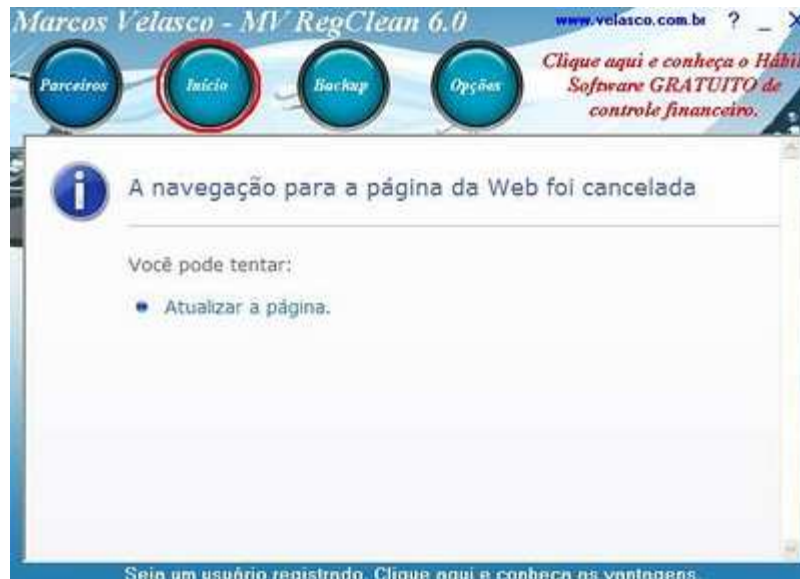 Marcos Velasco - MV RegClean 6.0
www.velasco.com.br ? _ X
Parceiros
Início
Backup
Opções
Clique aqui e conheça o Hábil
Software GRATUITO de
controle financeiro.
A navegação para a página da Web foi cancelada
Você pode tentar:
Atualizar a página.
Seja um usuário registrado. Clique aqui e conheça as vantagens.